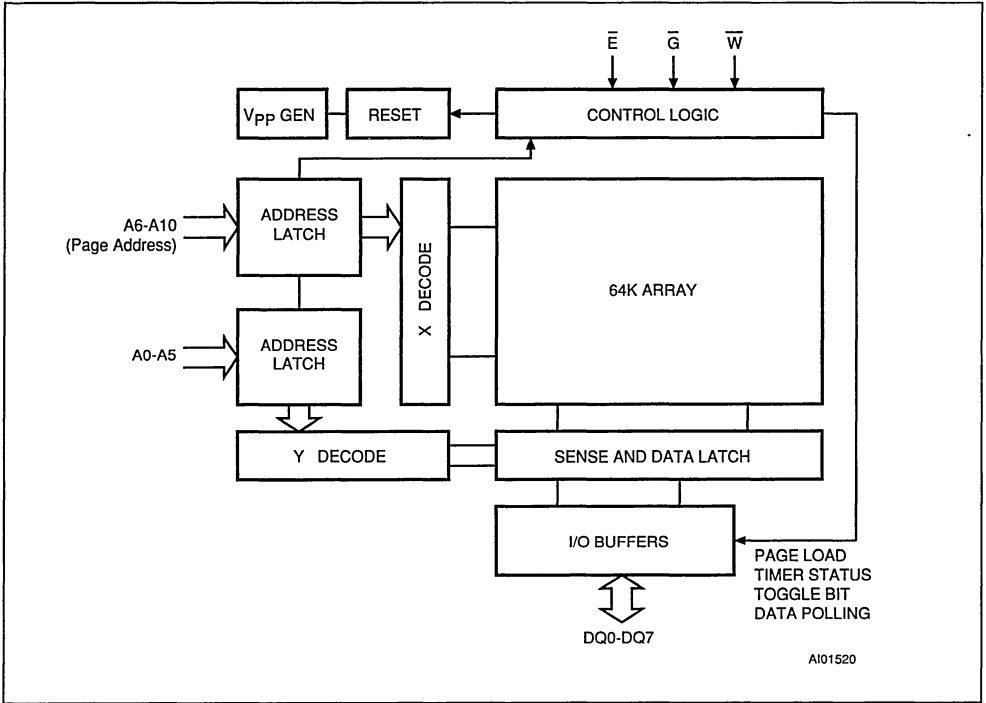 E̅ G̅ W̅
VPP GEN
RESET
CONTROL LOGIC
A6-A10
(Page Address)
ADDRESS
LATCH
X DECODE
64K ARRAY
A0-A5
ADDRESS
LATCH
Y DECODE
SENSE AND DATA LATCH
I/O BUFFERS
PAGE LOAD
TIMER STATUS
TOGGLE BIT
DATA POLLING
DQ0-DQ7
AI01520